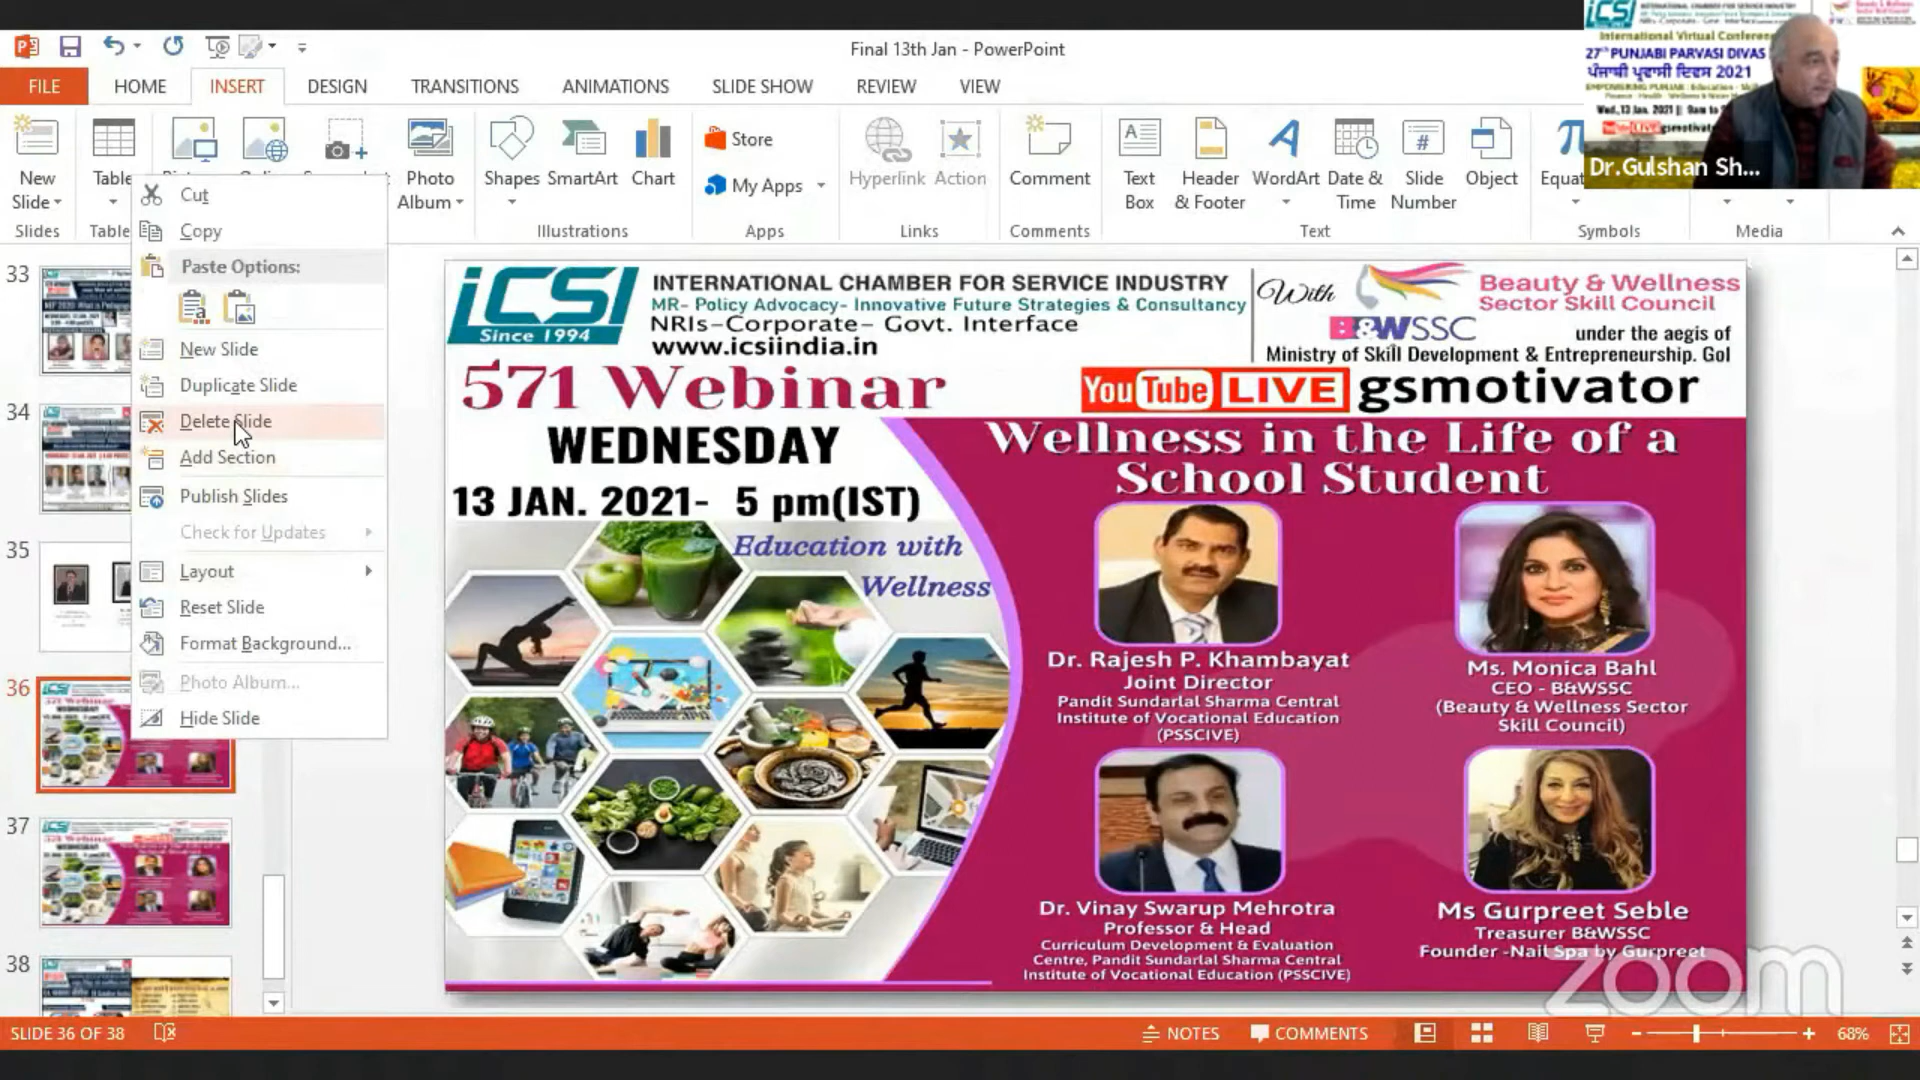 Final 13th Jan - PowerPoint
FILE
HOME
INSERT
DESIGN
TRANSITIONS
ANIMATIONS
SLIDE SHOW
REVIEW
VIEW
New
Slide
Table
Photo
Album
Shapes
SmartArt
Chart
Store
My Apps
Hyperlink
Action
Comment
Text
Box
Header
& Footer
WordArt
Date &
Time
Slide
Number
Object
Slides
Illustrations
Apps
Links
Comments
Text
Symbols
Media
iCSI INTERNATIONAL CHAMBER FOR SERVICE INDUSTRY
27th PUNJABI PARVASI DIVAS
ਪੰਜਾਬੀ ਪ੍ਰਵਾਸੀ ਦਿਵਸ 2021
Dr.Gulshan Sh...
Cut
Copy
Paste Options:
New Slide
Duplicate Slide
Delete Slide
Add Section
Publish Slides
Check for Updates
Layout
Reset Slide
Format Background...
Photo Album...
Hide Slide
33
34
35
36
37
38
iCSI
Since 1994
INTERNATIONAL CHAMBER FOR SERVICE INDUSTRY
MR- Policy Advocacy- Innovative Future Strategies & Consultancy
NRIs-Corporate- Govt. Interface
www.icsiindia.in
With
B&WSSC
Beauty & Wellness
Sector Skill Council
under the aegis of
Ministry of Skill Development & Entrepreneurship. GoI
571 Webinar
YouTube LIVE gsmotivator
WEDNESDAY
13 JAN. 2021- 5 pm(IST)
Education with
Wellness
Wellness in the Life of a
School Student
Dr. Rajesh P. Khambayat
Joint Director
Pandit Sundarlal Sharma Central
Institute of Vocational Education
(PSSCIVE)
Ms. Monica Bahl
CEO - B&WSSC
(Beauty & Wellness Sector
Skill Council)
Dr. Vinay Swarup Mehrotra
Professor & Head
Curriculum Development & Evaluation
Centre, Pandit Sundarlal Sharma Central
Institute of Vocational Education (PSSCIVE)
Ms Gurpreet Seble
Treasurer B&WSSC
Founder -Nail Spa by Gurpreet
zoom
SLIDE 36 OF 38
NOTES
COMMENTS
68%